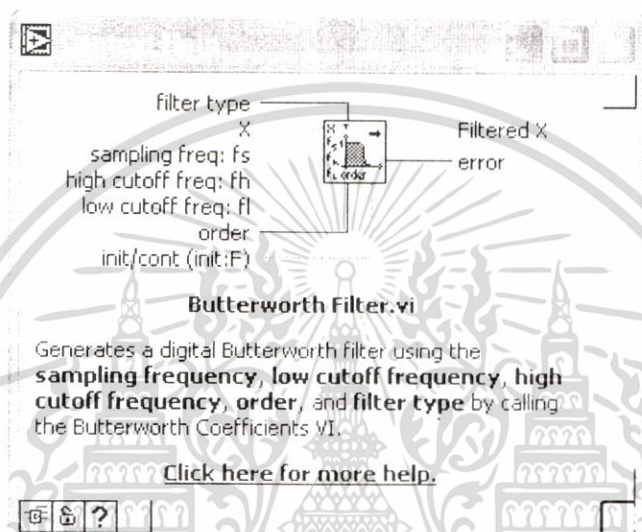 filter type
X
sampling freq: fs
high cutoff freq: fh
low cutoff freq: fl
order
init/cont (init:F)
Filtered X
error
Butterworth Filter.vi
Generates a digital Butterworth filter using the
sampling frequency, low cutoff frequency, high
cutoff frequency, order, and filter type by calling
the Butterworth Coefficients VI.
Click here for more help.
?